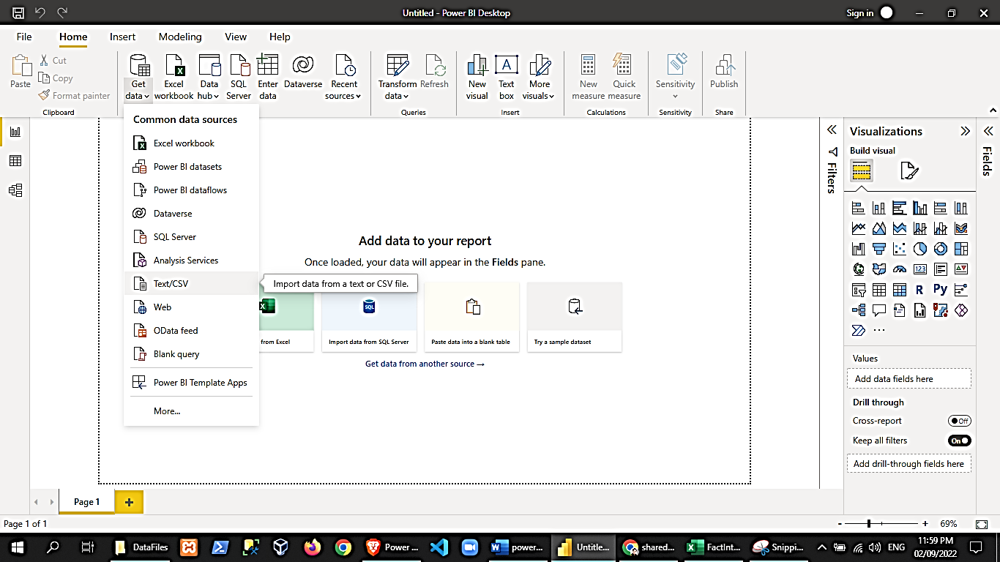 Untitled - Power BI Desktop
Sign in
File Home Insert Modeling View Help
Paste
Cut
Copy
Format painter
Clipboard
Get data
Excel workbook
Data hub
SQL Server
Enter data
Dataverse
Recent sources
Transform data
Refresh
Queries
New visual
Text box
More visuals
Insert
New measure
Quick measure
Calculations
Sensitivity
Sensitivity
Publish
Share
Common data sources
Excel workbook
Power BI datasets
Power BI dataflows
Dataverse
SQL Server
Analysis Services
Text/CSV
Import data from a text or CSV file.
Web
OData feed
Blank query
Power BI Template Apps
More...
Add data to your report
Once loaded, your data will appear in the Fields pane.
from Excel
SQL
Import data from SQL Server
Paste data into a blank table
Try a sample dataset
Get data from another source →
Filters
Visualizations
Build visual
123
R
Py
...
Values
Add data fields here
Drill through
Cross-report
Off
Keep all filters
On
Add drill-through fields here
Fields
Page 1
+
Page 1 of 1
- + 69%
DataFiles
Power ...
power...
Untitle...
shared...
FactInt...
Snippi...
ENG
11:59 PM
02/09/2022